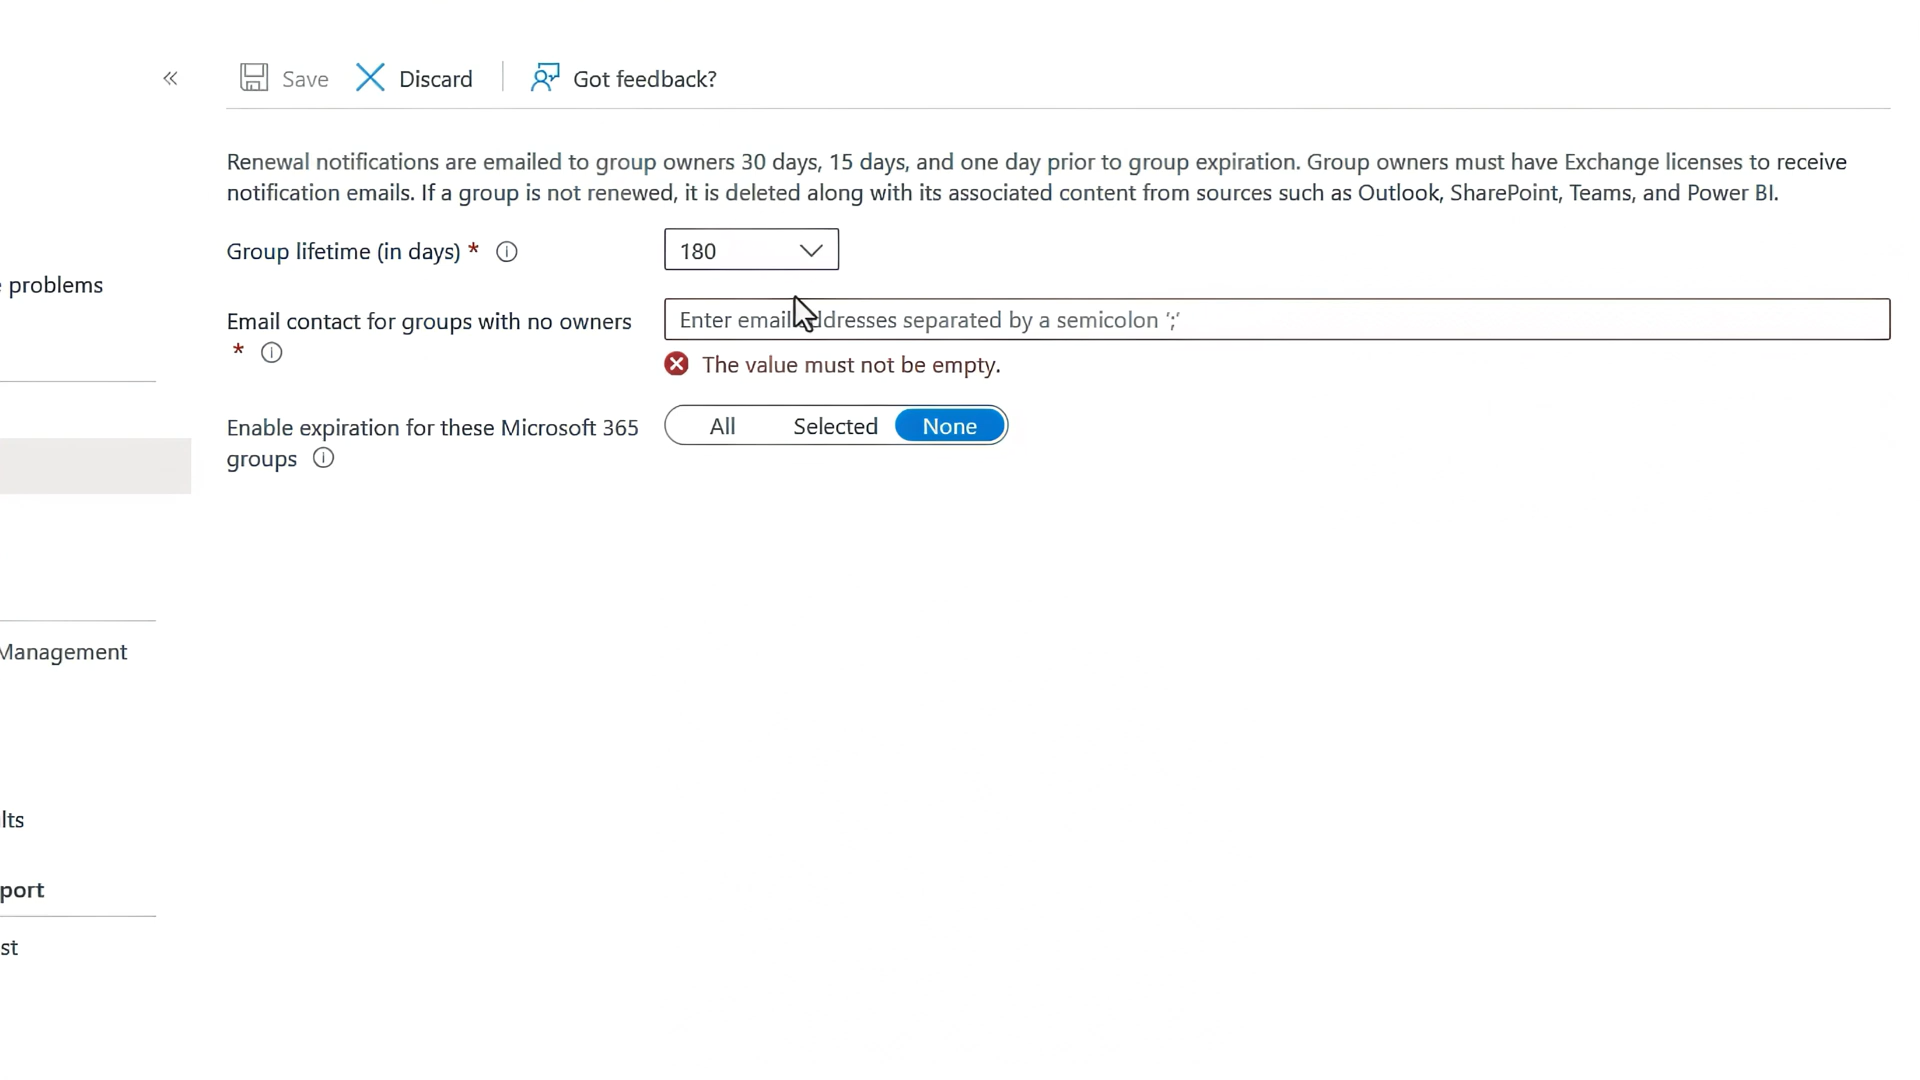 « Save Discard Got feedback?
Renewal notifications are emailed to group owners 30 days, 15 days, and one day prior to group expiration. Group owners must have Exchange licenses to receive
notification emails. If a group is not renewed, it is deleted along with its associated content from sources such as Outlook, SharePoint, Teams, and Power BI.
Group lifetime (in days) * 180
problems
Email contact for groups with no owners
*
Enter email addresses separated by a semicolon ‘;’
The value must not be empty.
Enable expiration for these Microsoft 365
groups
All Selected None
Management
lts
port
st